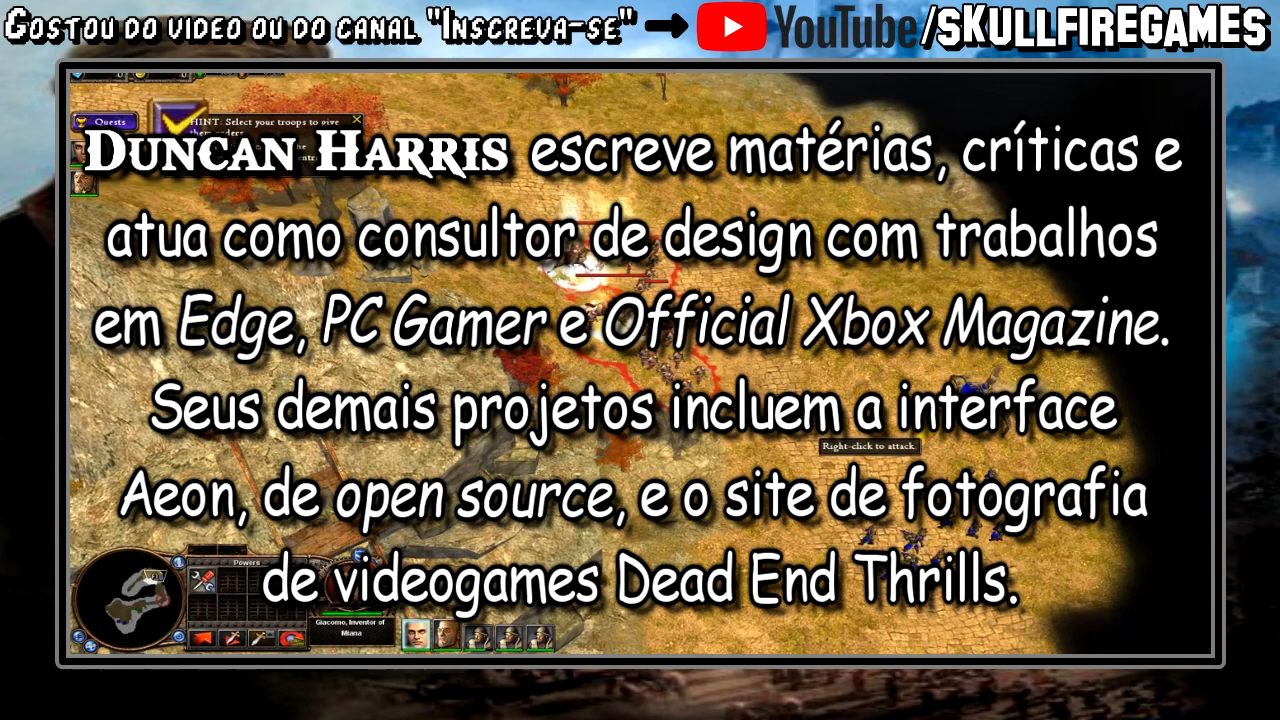 Gostou do video ou do canal "Inscreva-se" → YouTube/sKullFireGames
Quests
HINT: Select your troops to give
Duncan Harris escreve matérias, críticas e
atua como consultor de design com trabalhos
em Edge, PC Gamer e Official Xbox Magazine.
Seus demais projetos incluem a interface
Right-click to attack.
Aeon, de open source, e o site de fotografia
de videogames Dead End Thrills.
Powers
Giacomo, Inventor of
Miana